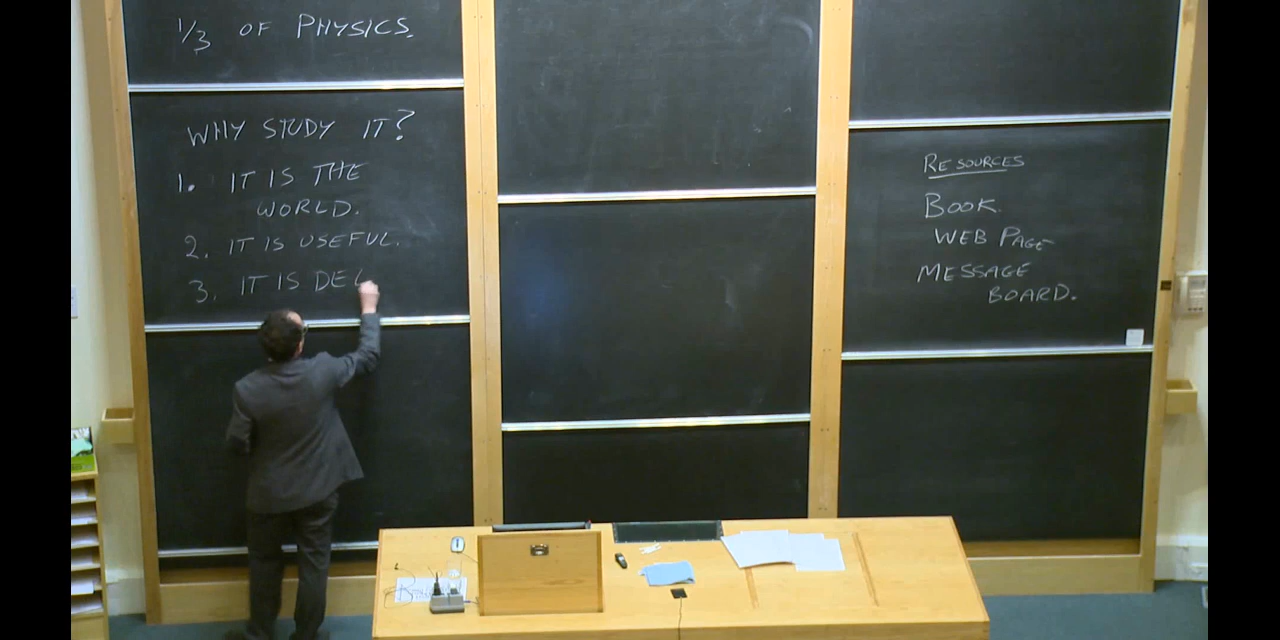 1/3 OF PHYSICS.
WHY STUDY IT?
1. IT IS THE
WORLD.
2. IT IS USEFUL.
3. IT IS DE
RESOURCES
BOOK.
WEB PAGE
MESSAGE
BOARD.